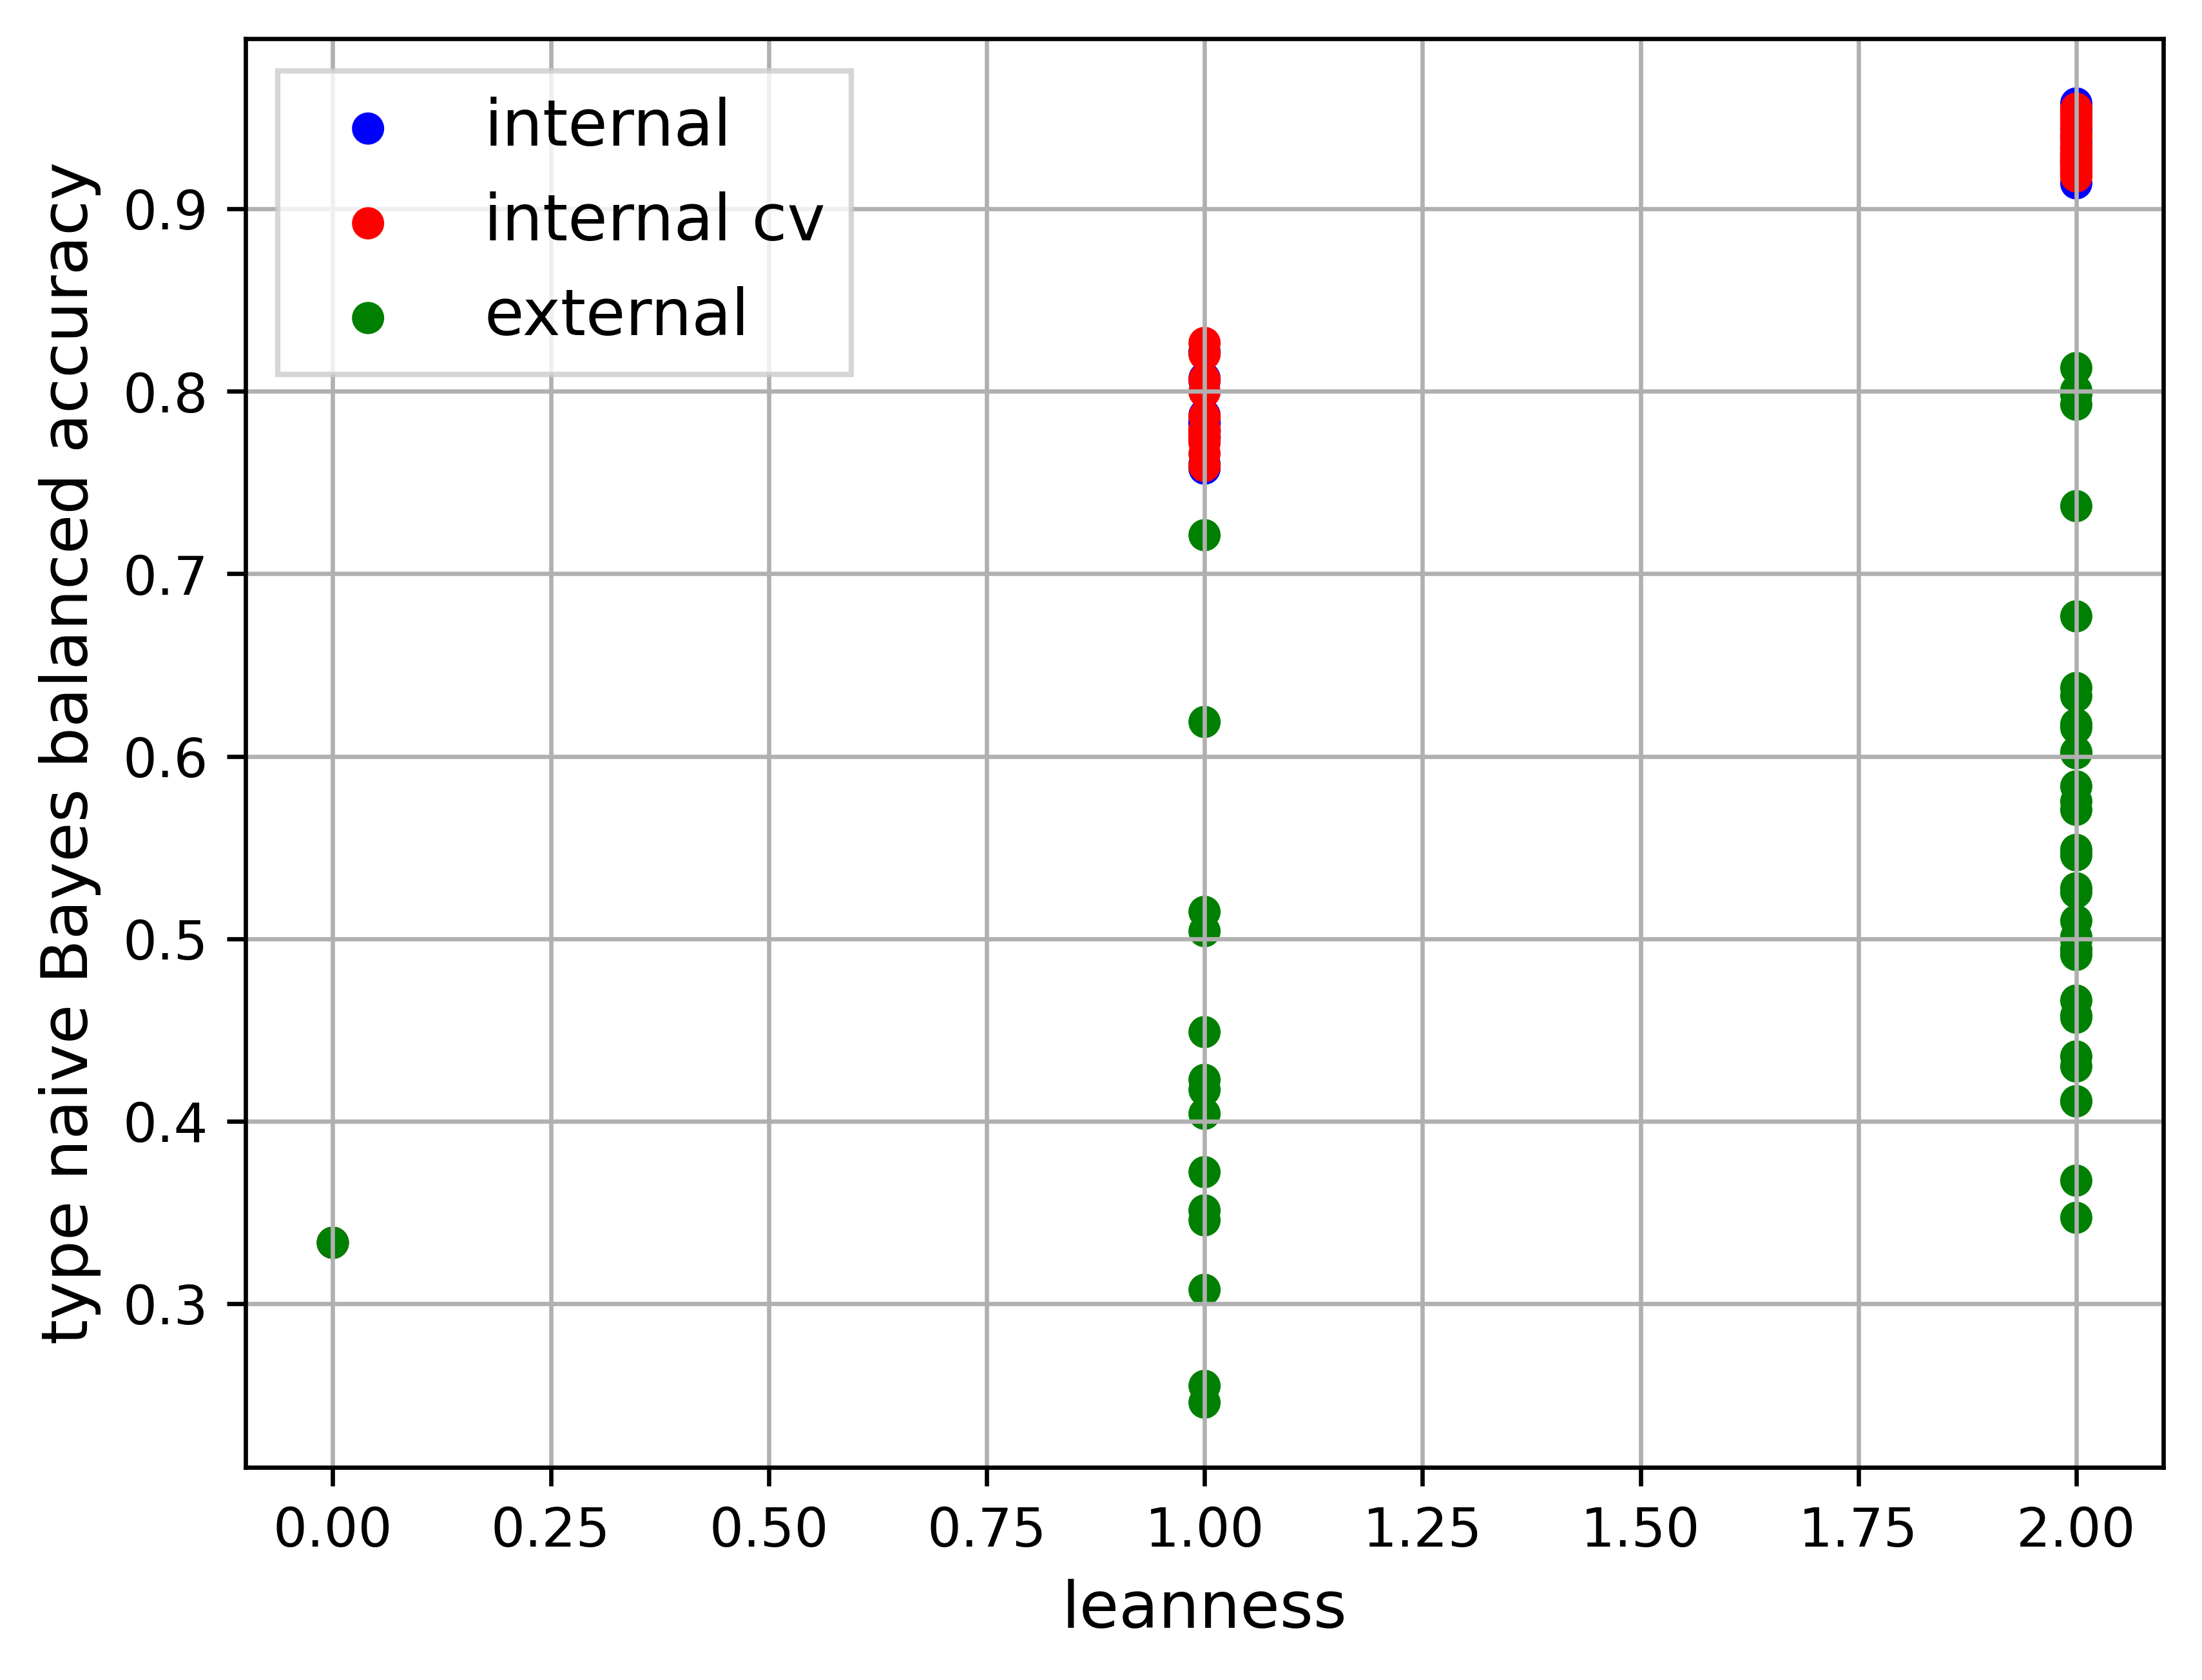 internal
internal cv
external
type naive Bayes balanced accuracy
0.9
0.8
0.7
0.6
0.5
0.4
0.3
0.00 0.25 0.50 0.75 1.00 1.25 1.50 1.75 2.00
leanness